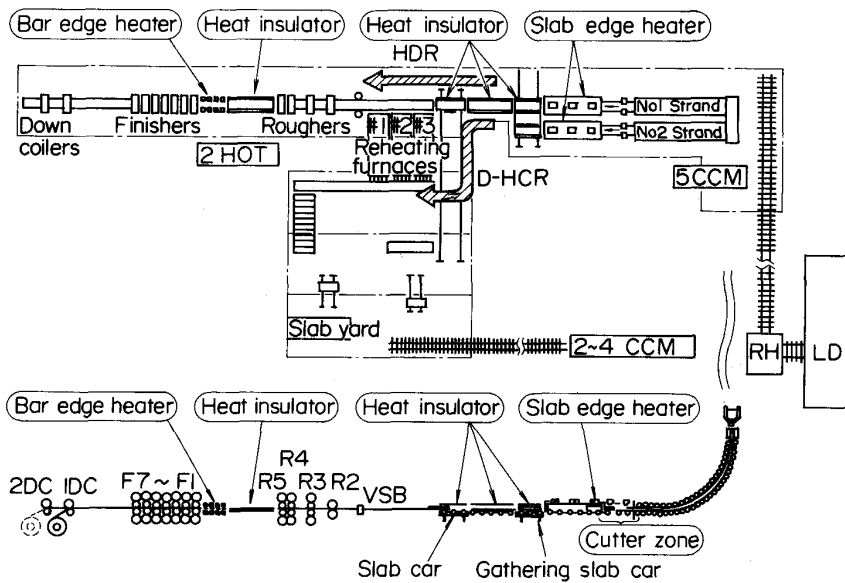 Bar edge heater
Heat insulator
Heat insulator
Slab edge heater
HDR
No1 Strand
No2 Strand
Down
coilers
Finishers
Roughers
#1 #2 #3
Reheating
furnaces
2 HOT
D-HCR
5CCM
Slab yard
2~4 CCM
RH
LD
Bar edge heater
Heat insulator
Heat insulator
Slab edge heater
2DC 1DC
F7~F1
R4
R5 R3 R2
VSB
Cutter zone
Slab car
Gathering slab car